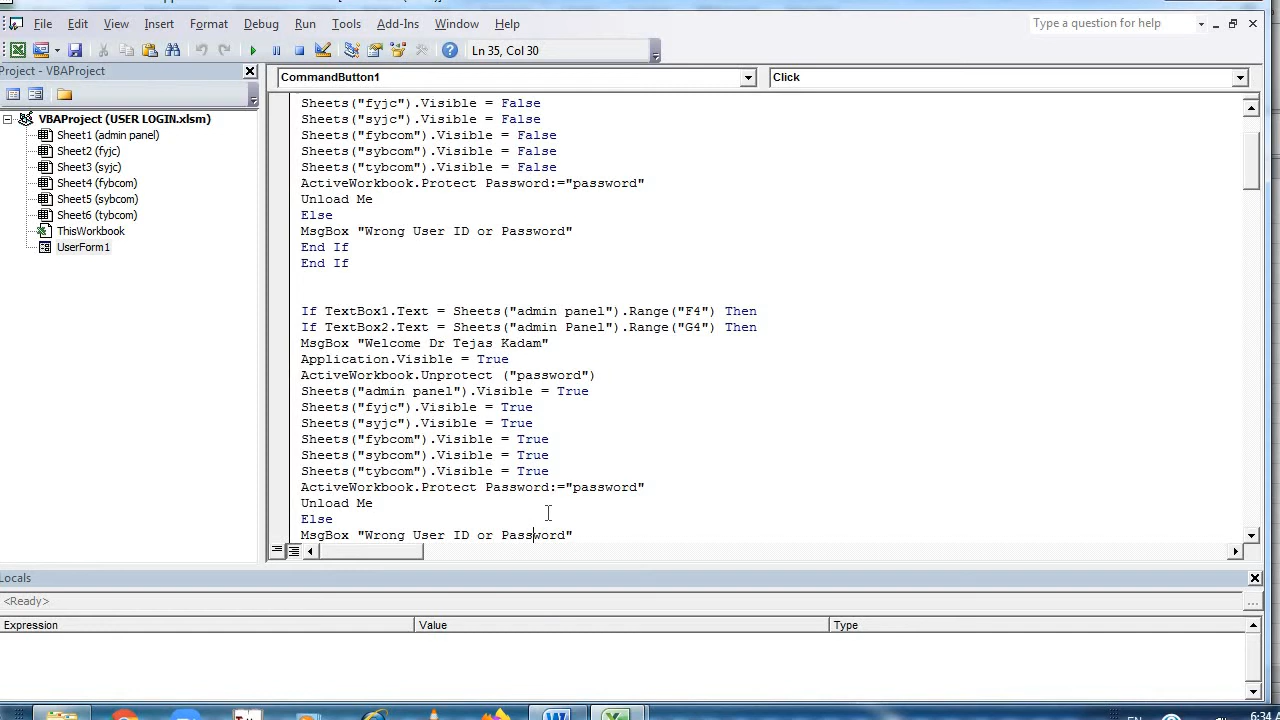 File Edit View Insert Format Debug Run Tools Add-Ins Window Help
Type a question for help
Ln 35, Col 30
Project - VBAProject
VBAProject (USER LOGIN.xlsm)
Sheet1 (admin panel)
Sheet2 (fyjc)
Sheet3 (syjc)
Sheet4 (fybcom)
Sheet5 (sybcom)
Sheet6 (tybcom)
ThisWorkbook
UserForm1
CommandButton1
Click
Sheets("fyjc").Visible = False
Sheets("syjc").Visible = False
Sheets("fybcom").Visible = False
Sheets("sybcom").Visible = False
Sheets("tybcom").Visible = False
ActiveWorkbook.Protect Password:="password"
Unload Me
Else
MsgBox "Wrong User ID or Password"
End If
End If
If TextBox1.Text = Sheets("admin panel").Range("F4") Then
If TextBox2.Text = Sheets("admin Panel").Range("G4") Then
MsgBox "Welcome Dr Tejas Kadam"
Application.Visible = True
ActiveWorkbook.Unprotect ("password")
Sheets("admin panel").Visible = True
Sheets("fyjc").Visible = True
Sheets("syjc").Visible = True
Sheets("fybcom").Visible = True
Sheets("sybcom").Visible = True
Sheets("tybcom").Visible = True
ActiveWorkbook.Protect Password:="password"
Unload Me
Else
MsgBox "Wrong User ID or Password"
Locals
<Ready>
Expression Value Type